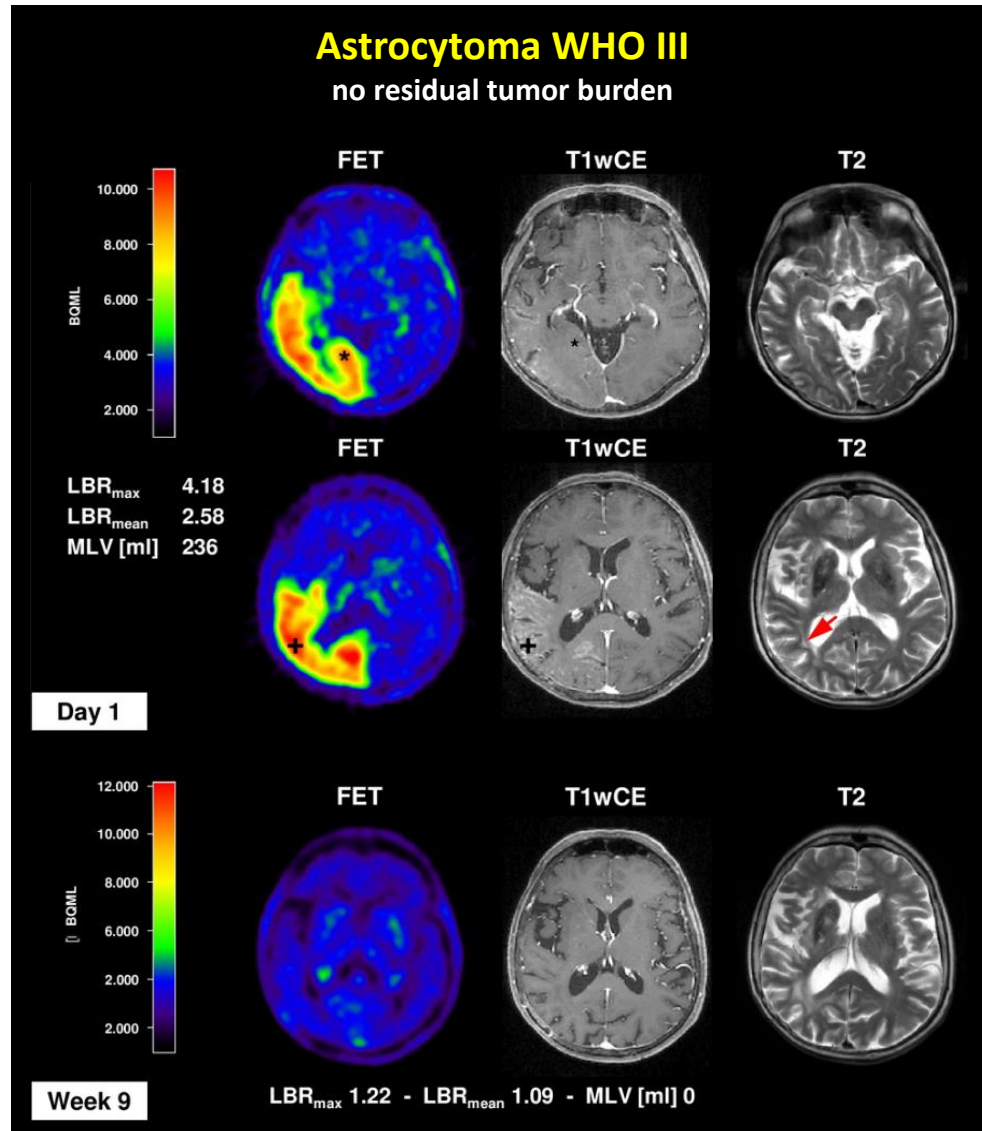 Astrocytoma WHO III
no residual tumor burden
FET T1wCE T2
10.000
8.000
6.000
4.000
2.000
BQML
*
*
FET T1wCE T2
LBRmax 4.18
LBRmean 2.58
MLV [ml] 236
+
+
Day 1
FET T1wCE T2
12.000
10.000
8.000
6.000
2.000
2.000
BQML
Week 9
LBRmax 1.22 - LBRmean 1.09 - MLV [ml] 0